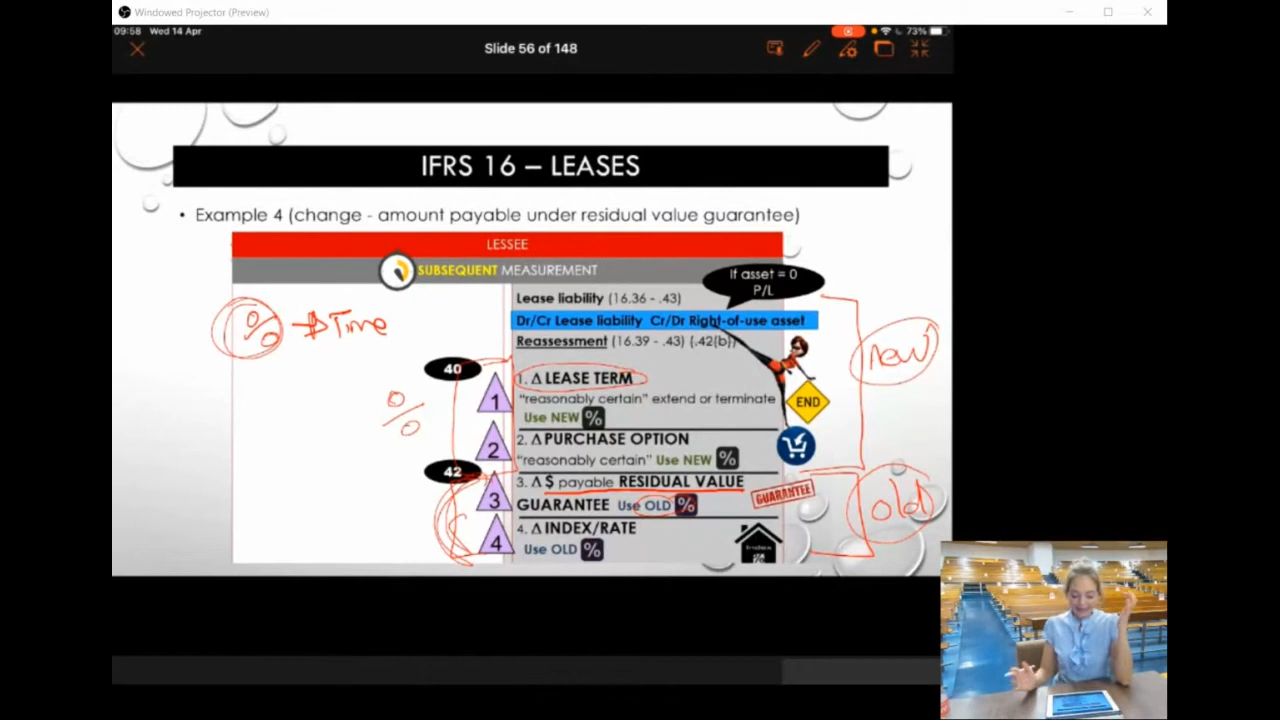 Windowed Projector (Preview)
09:58 Wed 14 Apr
73%
Slide 56 of 148
IFRS 16 – LEASES
• Example 4 (change - amount payable under residual value guarantee)
LESSEE
SUBSEQUENT MEASUREMENT
If asset = 0
P/L
Lease liability (16.36 - .43)
Dr/Cr Lease liability Cr/Dr Right-of-use asset
Reassessment (16.39 - .43) (.42(b))
% Time
new
40
1
1. Δ LEASE TERM
"reasonably certain" extend or terminate
Use NEW %
END
%
2
2. Δ PURCHASE OPTION
"reasonably certain" Use NEW %
42
3
3. Δ $ payable RESIDUAL VALUE
GUARANTEE Use OLD %
GUARANTEE
old
4
4. Δ INDEX/RATE
Use OLD %